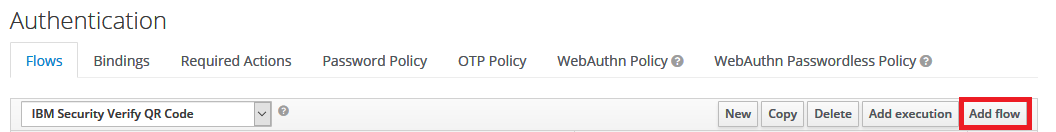 Authentication
Flows Bindings Required Actions Password Policy OTP Policy WebAuthn Policy ? WebAuthn Passwordless Policy ?
IBM Security Verify QR Code ? New Copy Delete Add execution Add flow